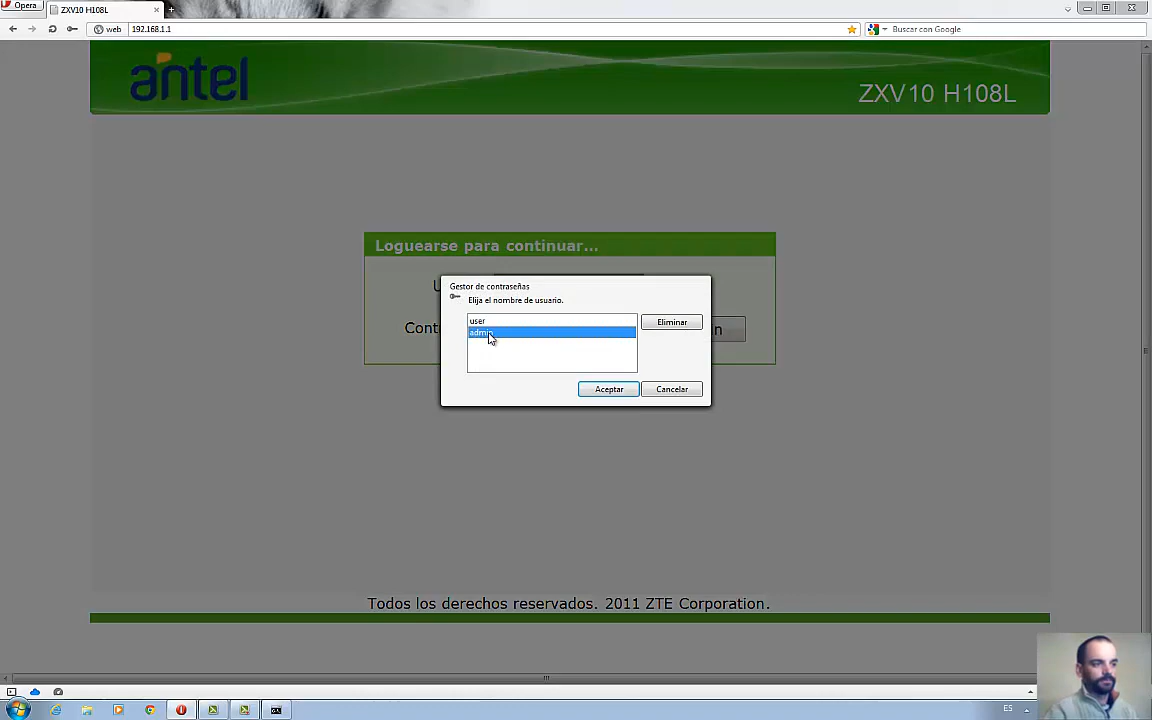 Opera
ZXV10 H108L
web
192.168.1.1
Buscar con Google
antel
ZXV10 H108L
Loguearse para continuar...
U
Cont
n
Gestor de contraseñas
Elija el nombre de usuario.
user
admin
Eliminar
Aceptar
Cancelar
Todos los derechos reservados. 2011 ZTE Corporation.
ES